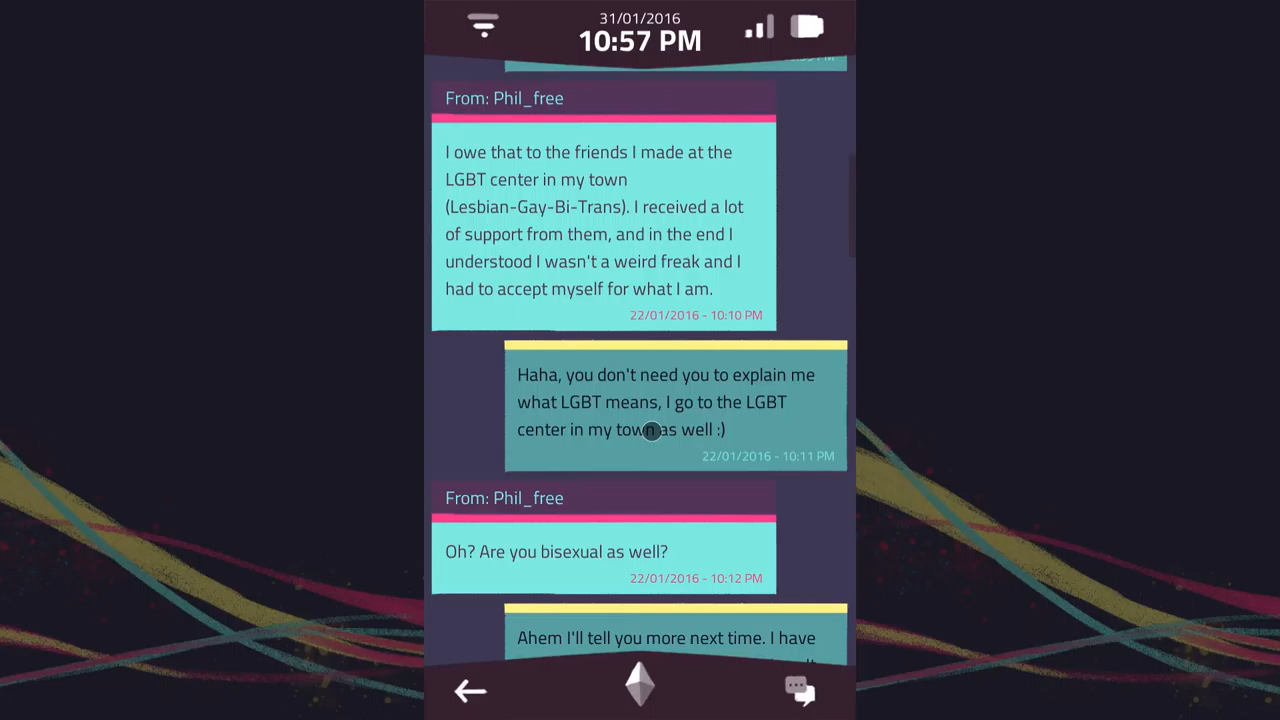 31/01/2016
10:57 PM
From: Phil_free
I owe that to the friends I made at the
LGBT center in my town
(Lesbian-Gay-Bi-Trans). I received a lot
of support from them, and in the end I
understood I wasn't a weird freak and I
had to accept myself for what I am.
22/01/2016 - 10:10 PM
Haha, you don't need you to explain me
what LGBT means, I go to the LGBT
center in my town as well :)
22/01/2016 - 10:11 PM
From: Phil_free
Oh? Are you bisexual as well?
22/01/2016 - 10:12 PM
Ahem I'll tell you more next time. I have